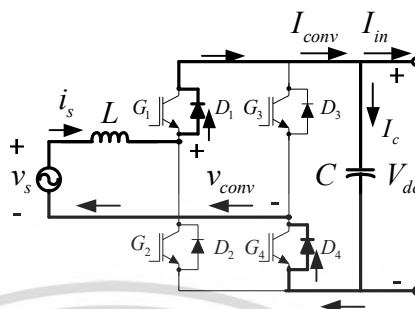 I_conv I_in
+
i_s L G_1 D_1 G_3 D_3 I_c
+ +
v_s v_conv C V_dc
- -
G_2 D_2 G_4 D_4
-